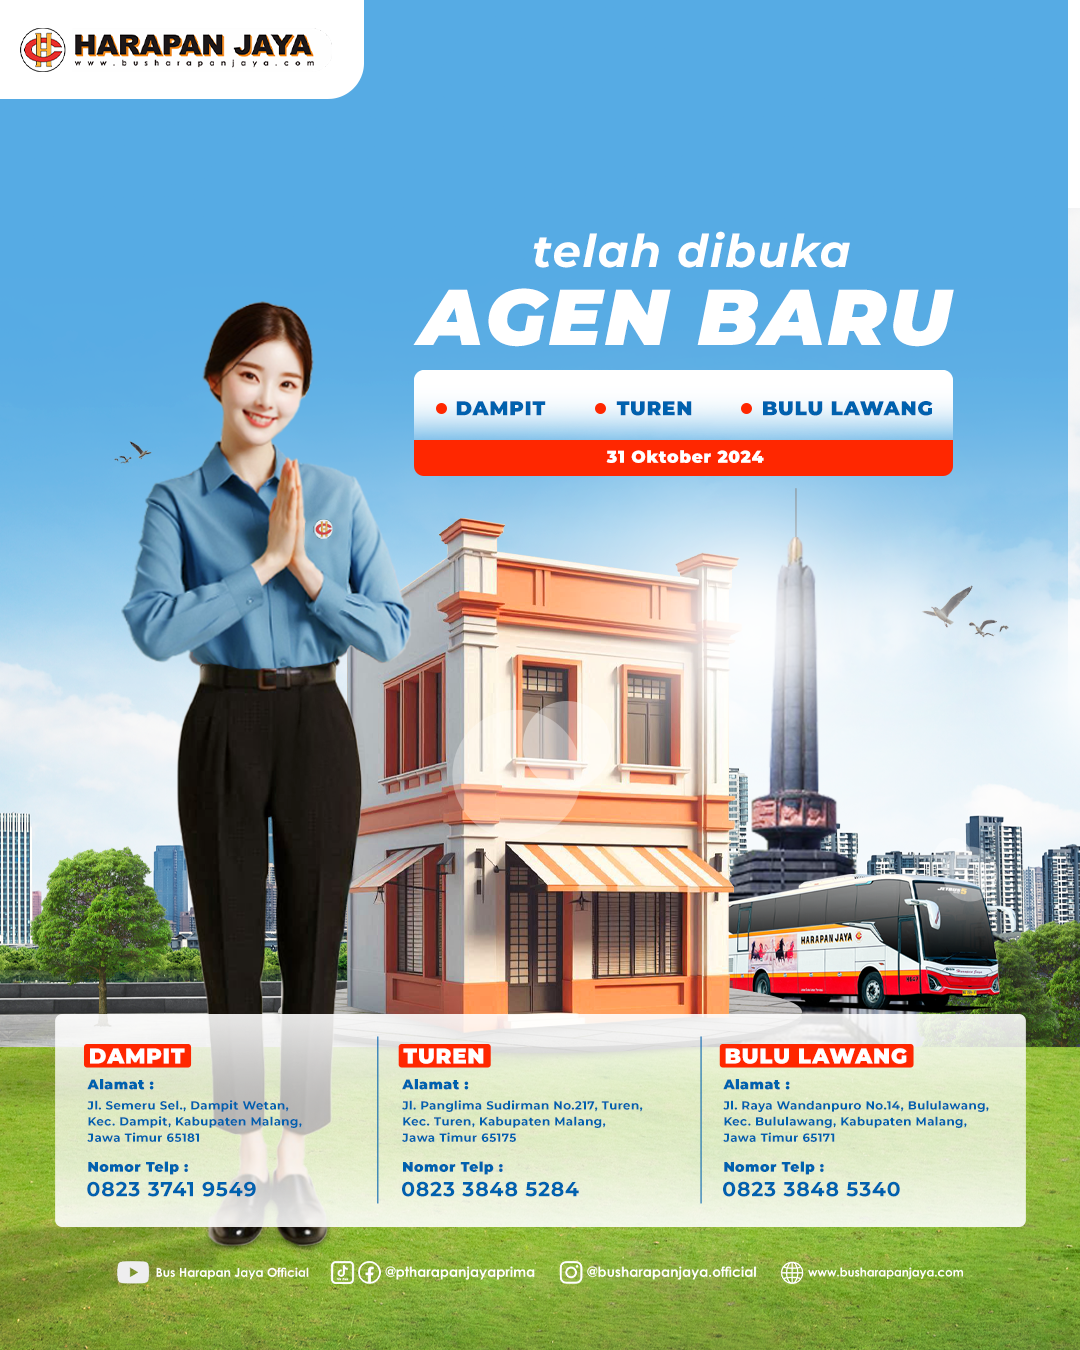 HARAPAN JAYA
www.busharapanjaya.com
telah dibuka
AGEN BARU
DAMPIT
TUREN
BULU LAWANG
31 Oktober 2024
HARAPAN JAYA
DAMPIT
Alamat :
Jl. Semeru Sel., Dampit Wetan,
Kec. Dampit, Kabupaten Malang,
Jawa Timur 65181
Nomor Telp :
0823 3741 9549
TUREN
Alamat :
Jl. Panglima Sudirman No.217, Turen,
Kec. Turen, Kabupaten Malang,
Jawa Timur 65175
Nomor Telp :
0823 3848 5284
BULU LAWANG
Alamat :
Jl. Raya Wandanpuro No.14, Bululawang,
Kec. Bululawang, Kabupaten Malang,
Jawa Timur 65171
Nomor Telp :
0823 3848 5340
Bus Harapan Jaya Official
@ptharapanjayaprima
@busharapanjaya.official
www.busharapanjaya.com